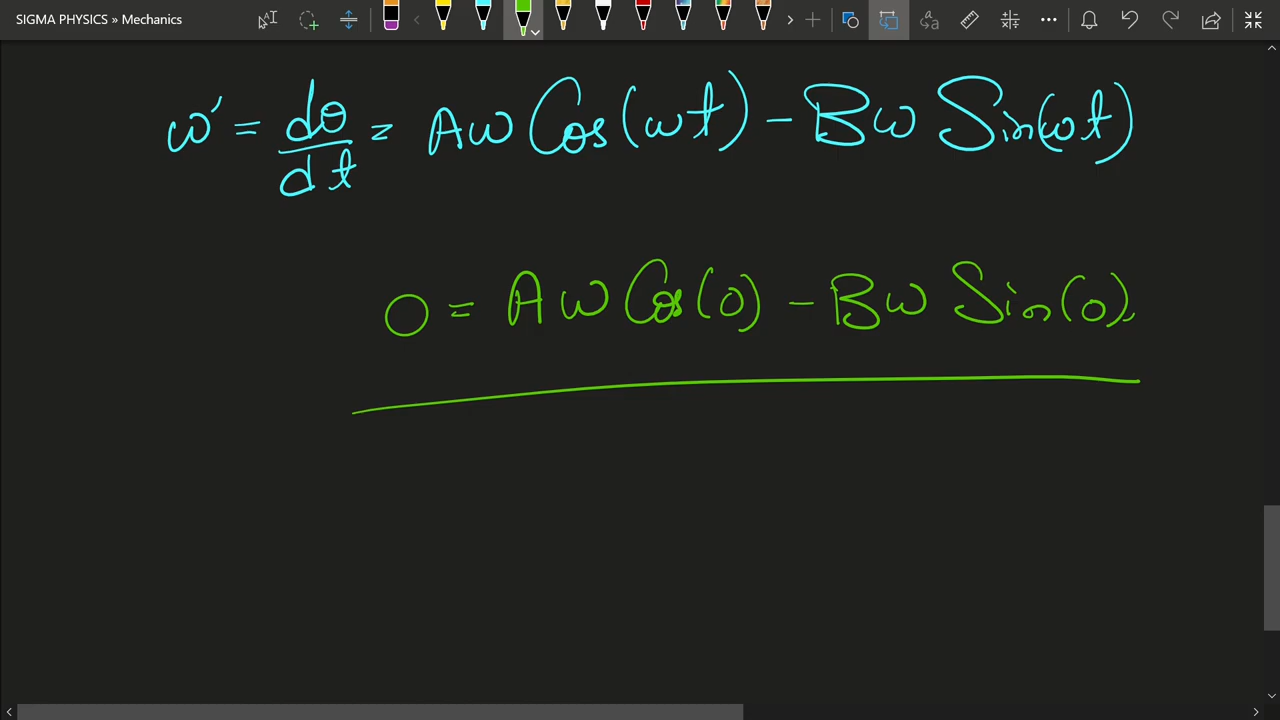 SIGMA PHYSICS » Mechanics
ω' = dθ/dt = Aω Cos(ωt) - Bω Sin(ωt)
0 = Aω Cos(0) - Bω Sin(0)